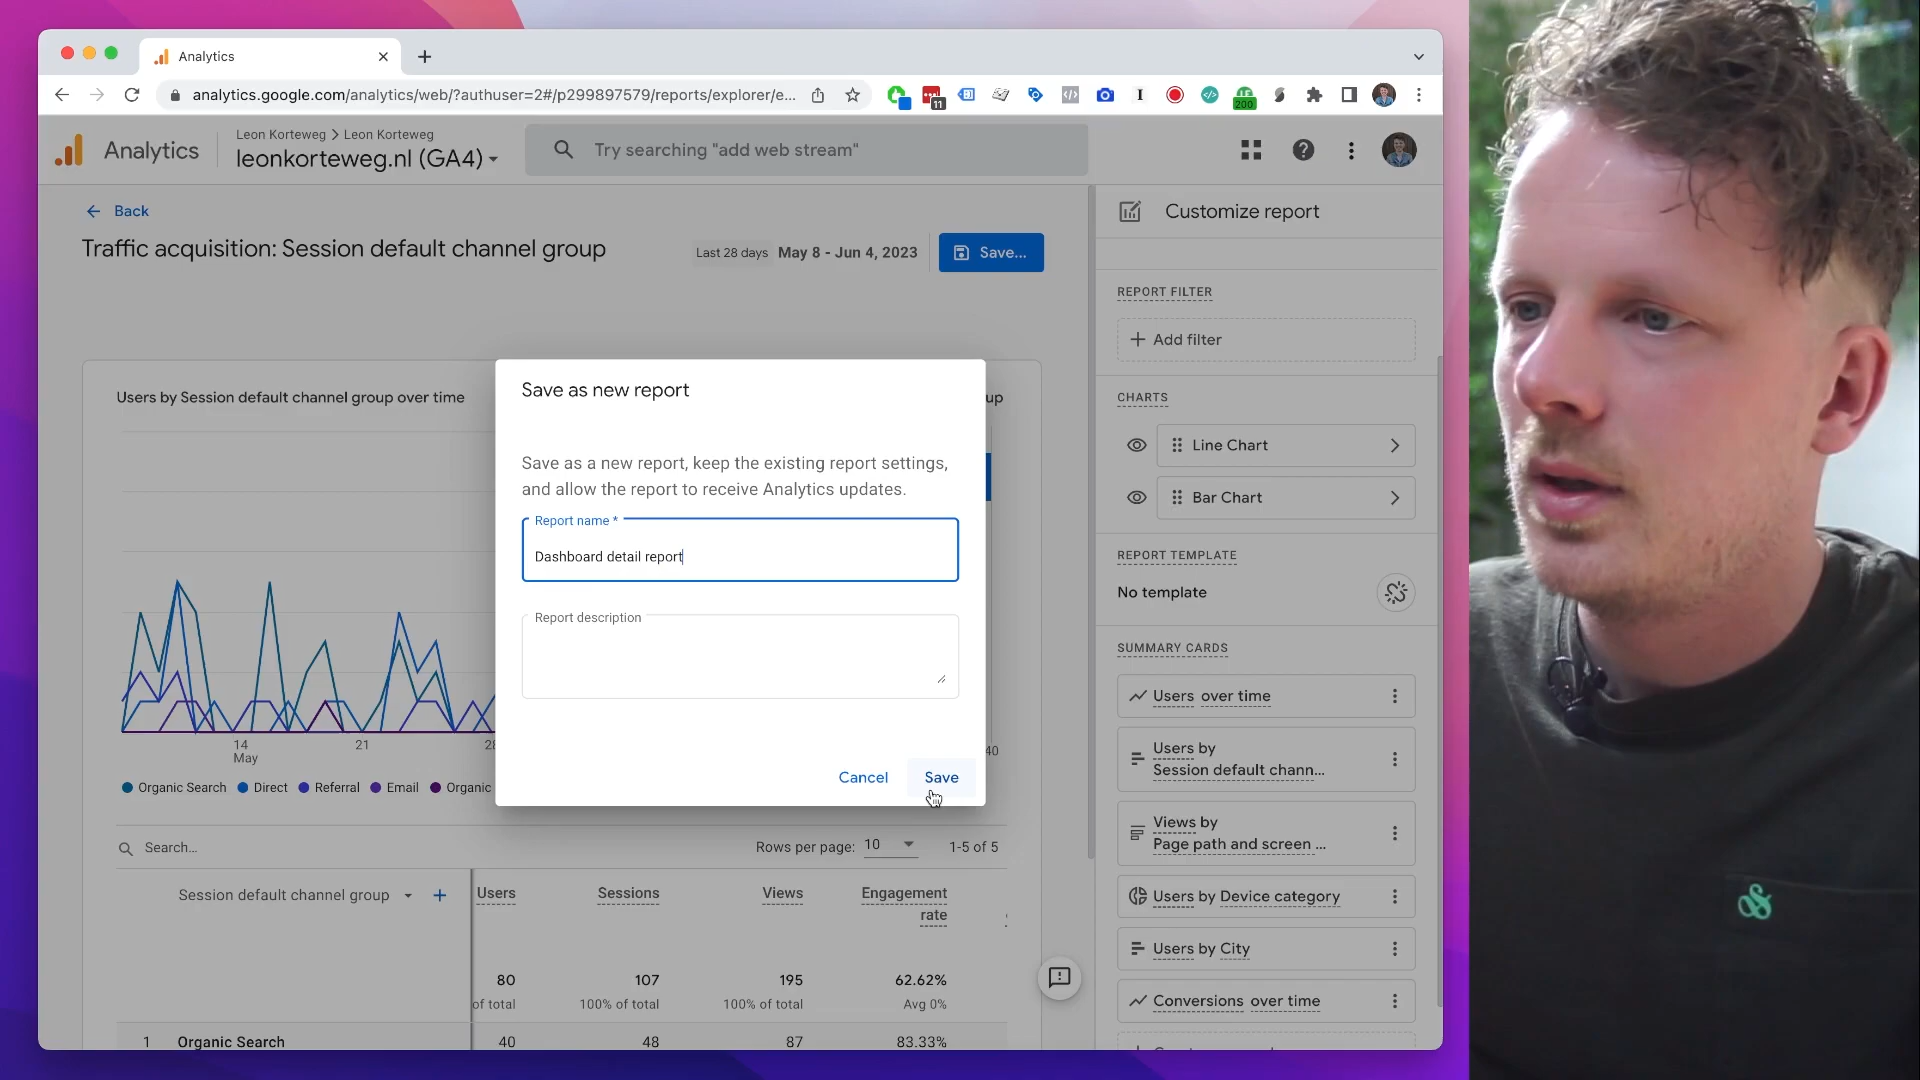 Analytics
analytics.google.com/analytics/web/?authuser=2#/p299897579/reports/explorer/e...
11
200
Analytics
Leon Korteweg > Leon Korteweg
leonkorteweg.nl (GA4)
Try searching "add web stream"
Back
Traffic acquisition: Session default channel group
Last 28 days May 8 - Jun 4, 2023
Save...
Users by Session default channel group over time
up
14
May
21
28
40
Organic Search Direct Referral Email Organic
Search...
Rows per page: 10
1-5 of 5
Session default channel group
Users
Sessions
Views
Engagement
rate
80
107
195
62.62%
of total
100% of total
100% of total
Avg 0%
1 Organic Search
40
48
87
83.33%
Save as new report
Save as a new report, keep the existing report settings,
and allow the report to receive Analytics updates.
Report name *
Dashboard detail report
Report description
Cancel
Save
Customize report
REPORT FILTER
Add filter
CHARTS
Line Chart
Bar Chart
REPORT TEMPLATE
No template
SUMMARY CARDS
Users over time
Users by
Session default chann...
Views by
Page path and screen ...
Users by Device category
Users by City
Conversions over time